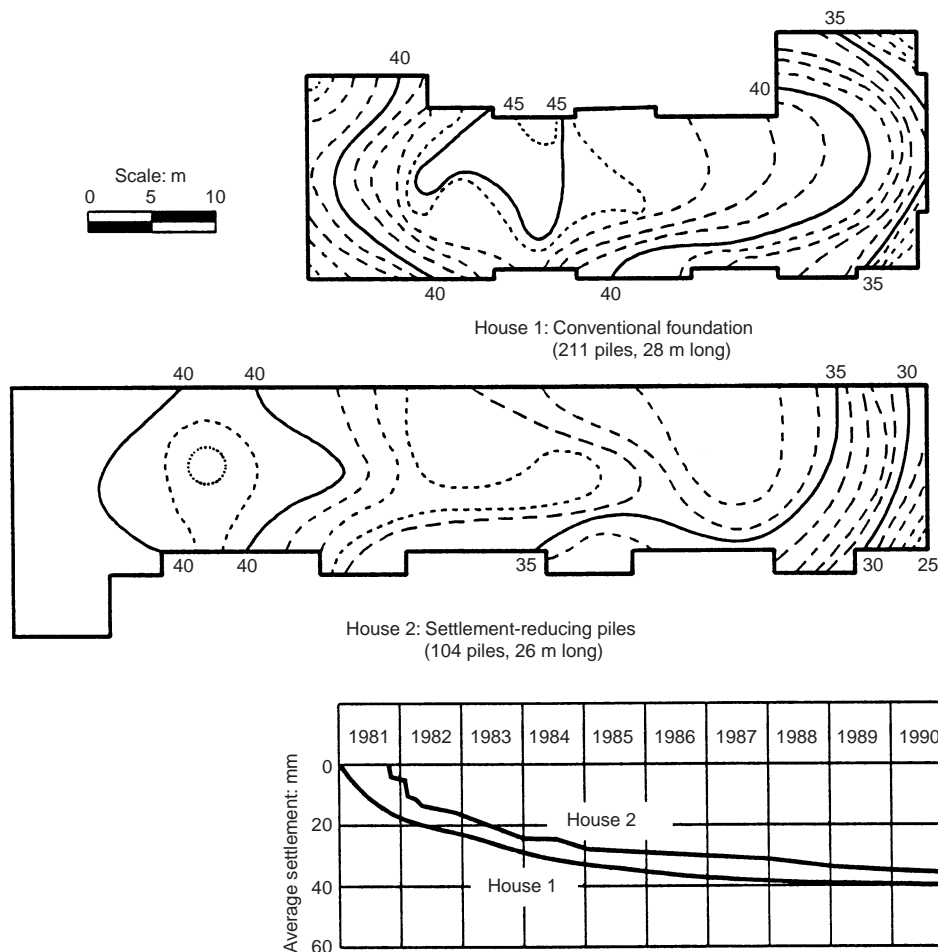 35
40
40
45 45
Scale: m
0 5 10
40 40 35
House 1: Conventional foundation
(211 piles, 28 m long)
40 40 35 30
40 40 35 30 25
House 2: Settlement-reducing piles
(104 piles, 26 m long)
1981 1982 1983 1984 1985 1986 1987 1988 1989 1990
Average settlement: mm
0
20
40
60
House 2
House 1